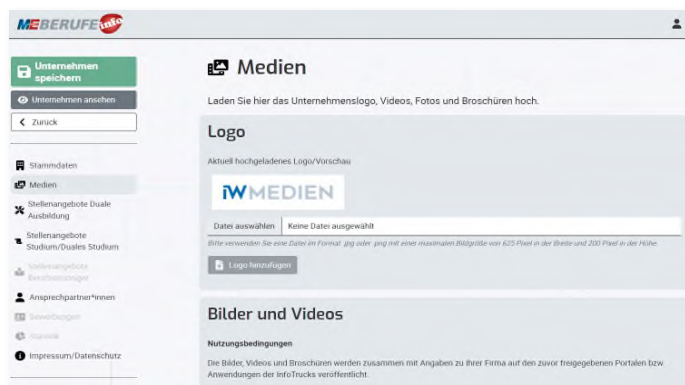 MEBERUFE info
Unternehmen
speichern
Unternehmen ansehen
Zurück
Stammdaten
Medien
Stellenangebote Duale
Ausbildung
Stellenangebote
Studium/Duales Studium
Stellenangebote
Ansprechpartner*innen
Bewerbungen
Statistik
Impressum/Datenschutz
Medien
Laden Sie hier das Unternehmenslogo, Videos, Fotos und Broschüren hoch.
Logo
Aktuell hochgeladenes Logo/Vorschau
iWMEDIEN
Datei auswählen Keine Datei ausgewählt
Bitte verwenden Sie eine Datei im Format .jpg oder .png mit einer maximalen Bildgröße von 625 Pixel in der Breite und 200 Pixel in der Höhe.
Logo hinzufügen
Bilder und Videos
Nutzungsbedingungen
Die Bilder, Videos und Broschüren werden zusammen mit Angaben zu Ihrer Firma auf den zuvor freigegebenen Portalen bzw.
Anwendungen der InfoTrucks veröffentlicht.